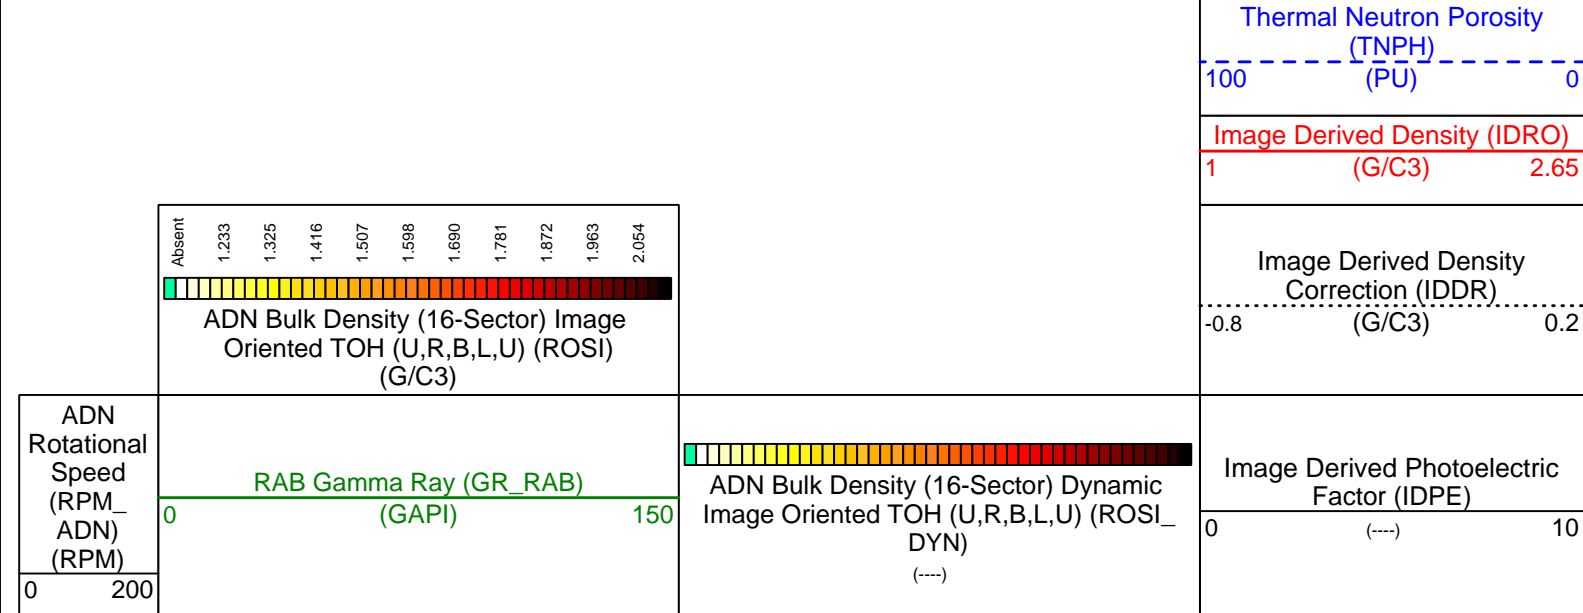 Thermal Neutron Porosity
(TNPH)
100 (PU) 0
Image Derived Density (IDRO)
1 (G/C3) 2.65
Absent 1.233 1.325 1.416 1.507 1.598 1.690 1.781 1.872 1.963 2.054
ADN Bulk Density (16-Sector) Image
Oriented TOH (U,R,B,L,U) (ROSI)
(G/C3)
Image Derived Density
Correction (IDDR)
-0.8 (G/C3) 0.2
ADN
Rotational
Speed
(RPM_
ADN)
(RPM)
0 200
RAB Gamma Ray (GR_RAB)
0 (GAPI) 150
ADN Bulk Density (16-Sector) Dynamic
Image Oriented TOH (U,R,B,L,U) (ROSI_
DYN)
(----)
Image Derived Photoelectric
Factor (IDPE)
0 (----) 10